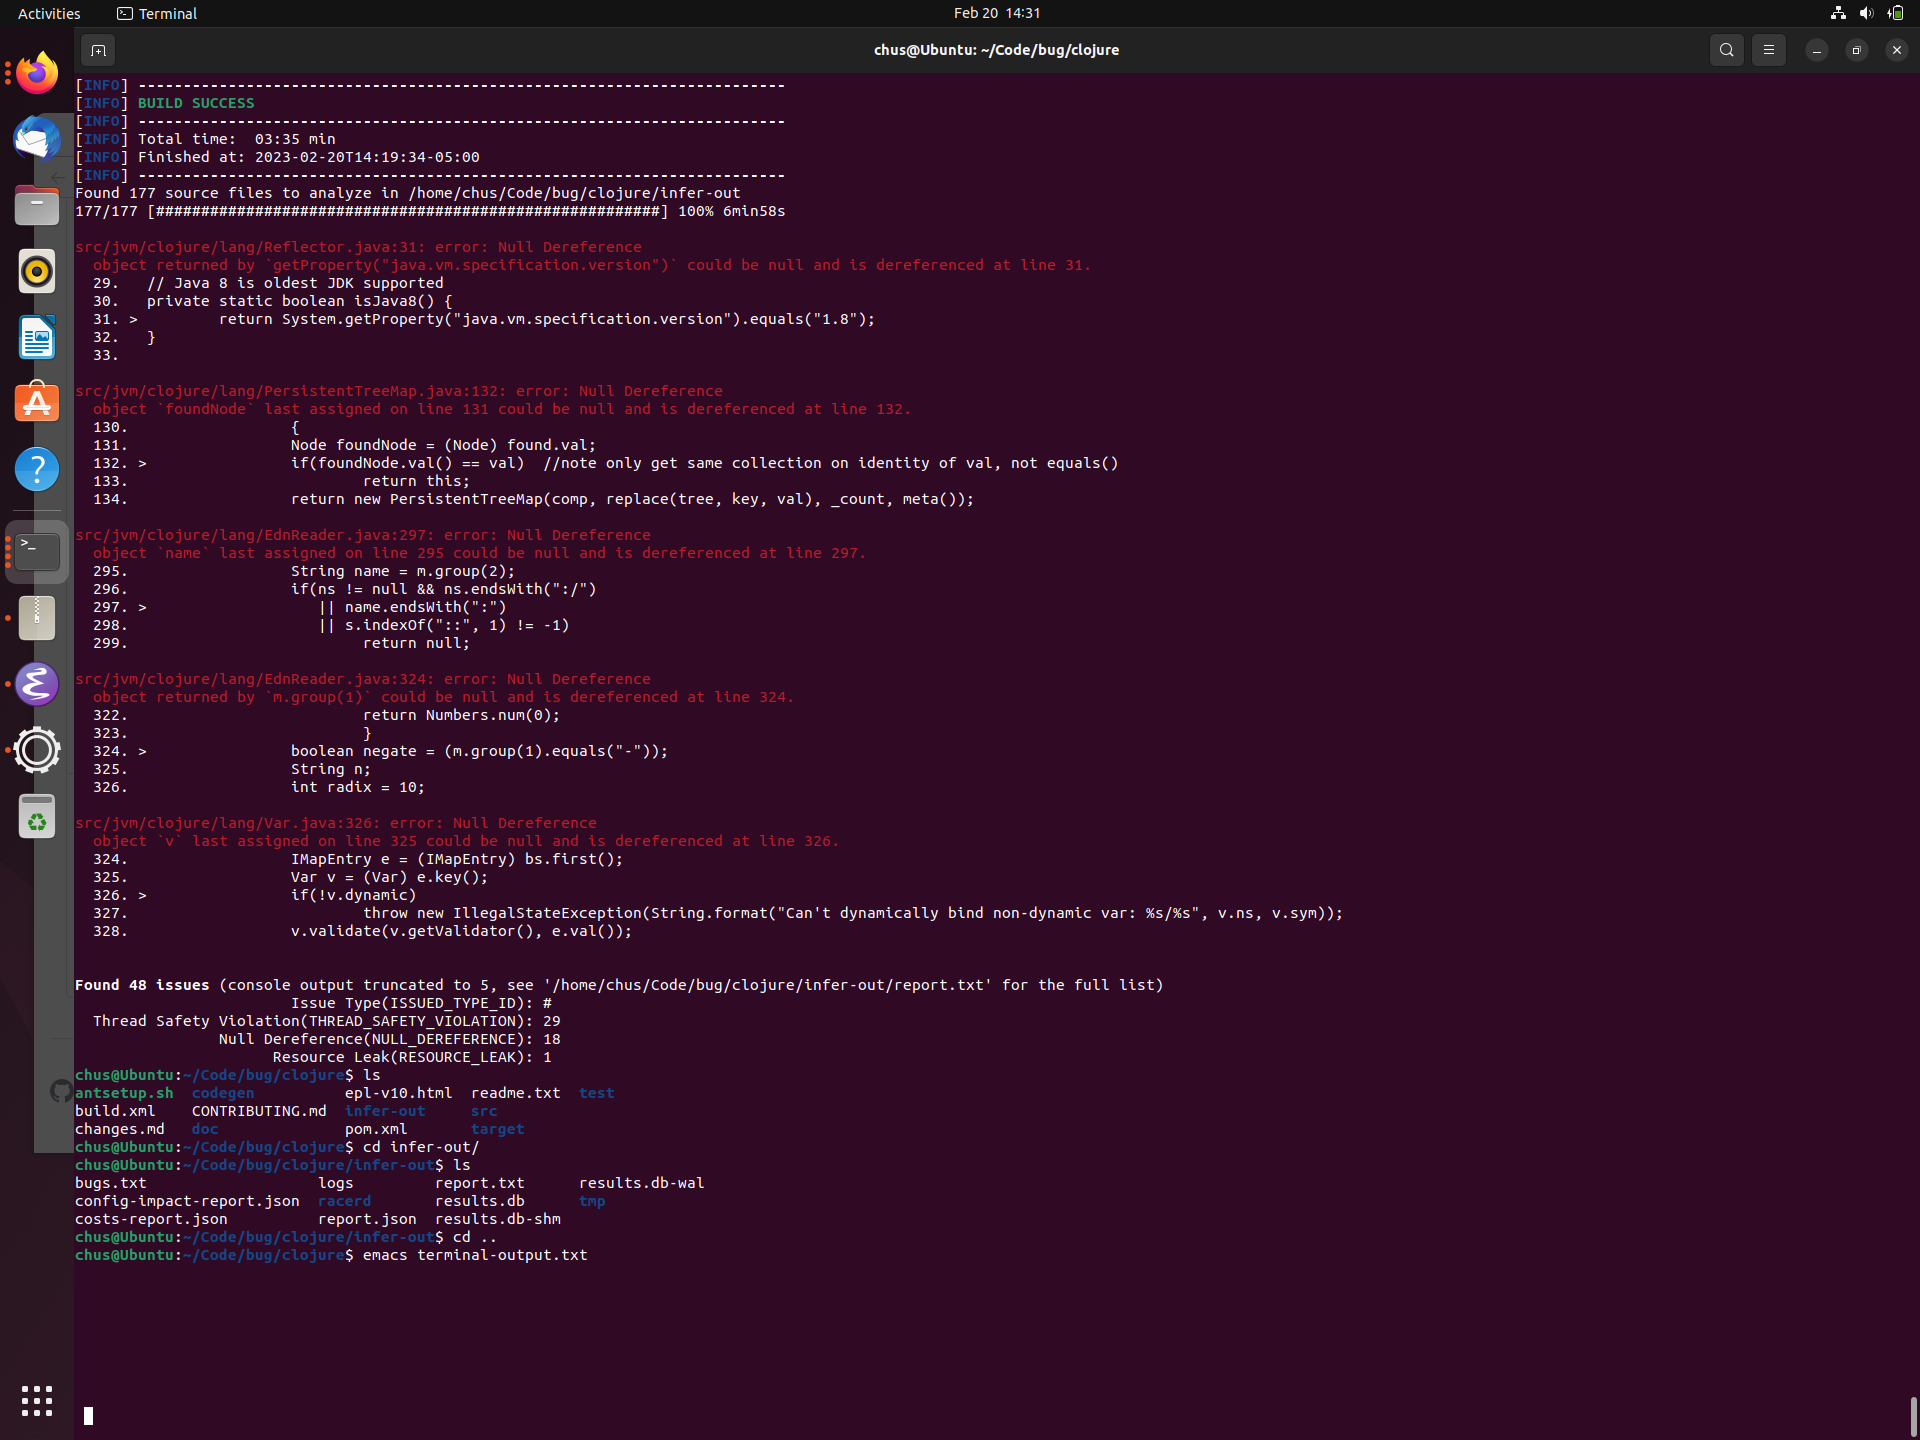 Activities
Terminal
Feb 20 14:31
chus@Ubuntu: ~/Code/bug/clojure
[INFO] ------------------------------------------------------------------------
[INFO] BUILD SUCCESS
[INFO] ------------------------------------------------------------------------
[INFO] Total time:  03:35 min
[INFO] Finished at: 2023-02-20T14:19:34-05:00
[INFO] ------------------------------------------------------------------------
Found 177 source files to analyze in /home/chus/Code/bug/clojure/infer-out
177/177 [########################################################] 100% 6min58s
src/jvm/clojure/lang/Reflector.java:31: error: Null Dereference
  object returned by `getProperty("java.vm.specification.version")` could be null and is dereferenced at line 31.
  29.   // Java 8 is oldest JDK supported
  30.   private static boolean isJava8() {
  31. >         return System.getProperty("java.vm.specification.version").equals("1.8");
  32.   }
  33.
src/jvm/clojure/lang/PersistentTreeMap.java:132: error: Null Dereference
  object `foundNode` last assigned on line 131 could be null and is dereferenced at line 132.
  130.                  {
  131.                  Node foundNode = (Node) found.val;
  132. >                if(foundNode.val() == val)  //note only get same collection on identity of val, not equals()
  133.                          return this;
  134.                  return new PersistentTreeMap(comp, replace(tree, key, val), _count, meta());
src/jvm/clojure/lang/EdnReader.java:297: error: Null Dereference
  object `name` last assigned on line 295 could be null and is dereferenced at line 297.
  295.                  String name = m.group(2);
  296.                  if(ns != null && ns.endsWith(":/")
  297. >                   || name.endsWith(":")
  298.                     || s.indexOf("::", 1) != -1)
  299.                          return null;
src/jvm/clojure/lang/EdnReader.java:324: error: Null Dereference
  object returned by `m.group(1)` could be null and is dereferenced at line 324.
  322.                          return Numbers.num(0);
  323.                          }
  324. >                boolean negate = (m.group(1).equals("-"));
  325.                  String n;
  326.                  int radix = 10;
src/jvm/clojure/lang/Var.java:326: error: Null Dereference
  object `v` last assigned on line 325 could be null and is dereferenced at line 326.
  324.                  IMapEntry e = (IMapEntry) bs.first();
  325.                  Var v = (Var) e.key();
  326. >                if(!v.dynamic)
  327.                          throw new IllegalStateException(String.format("Can't dynamically bind non-dynamic var: %s/%s", v.ns, v.sym));
  328.                  v.validate(v.getValidator(), e.val());
Found 48 issues (console output truncated to 5, see '/home/chus/Code/bug/clojure/infer-out/report.txt' for the full list)
                        Issue Type(ISSUED_TYPE_ID): #
  Thread Safety Violation(THREAD_SAFETY_VIOLATION): 29
                Null Dereference(NULL_DEREFERENCE): 18
                      Resource Leak(RESOURCE_LEAK): 1
chus@Ubuntu:~/Code/bug/clojure$ ls
antsetup.sh  codegen          epl-v10.html  readme.txt  test
build.xml    CONTRIBUTING.md  infer-out     src
changes.md   doc              pom.xml       target
chus@Ubuntu:~/Code/bug/clojure$ cd infer-out/
chus@Ubuntu:~/Code/bug/clojure/infer-out$ ls
bugs.txt                   logs         report.txt      results.db-wal
config-impact-report.json  racerd       results.db      tmp
costs-report.json          report.json  results.db-shm
chus@Ubuntu:~/Code/bug/clojure/infer-out$ cd ..
chus@Ubuntu:~/Code/bug/clojure$ emacs terminal-output.txt